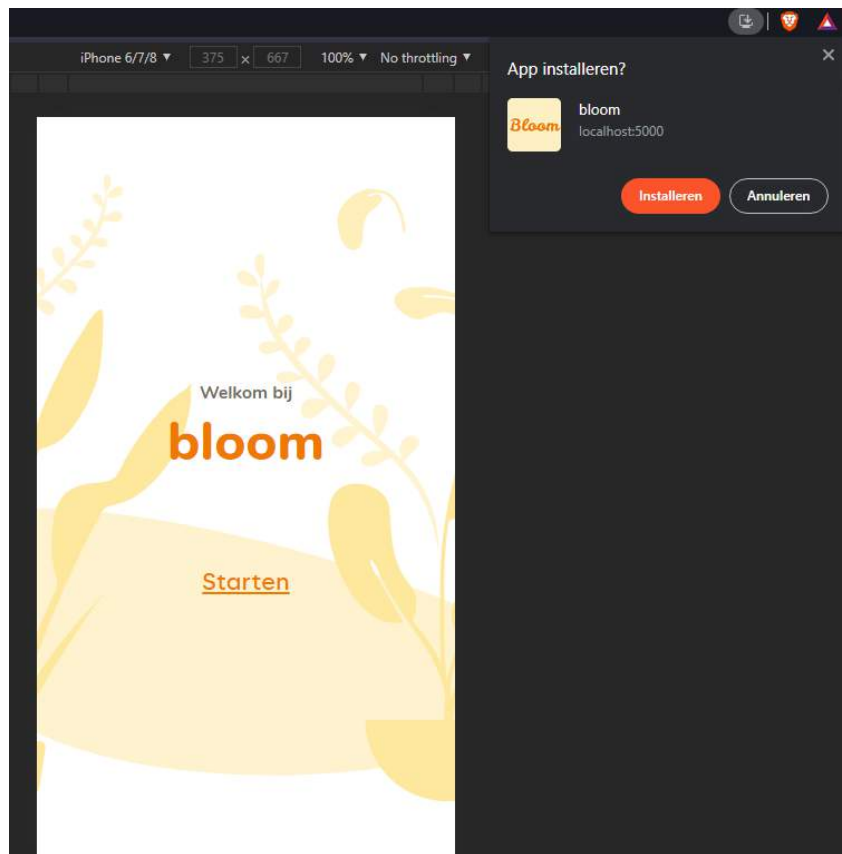 iPhone 6/7/8 ▼ 375 x 667 100% ▼ No throttling ▼
App installeren?
Bloom
bloom
localhost:5000
Installeren Annuleren
Welkom bij
bloom
Starten